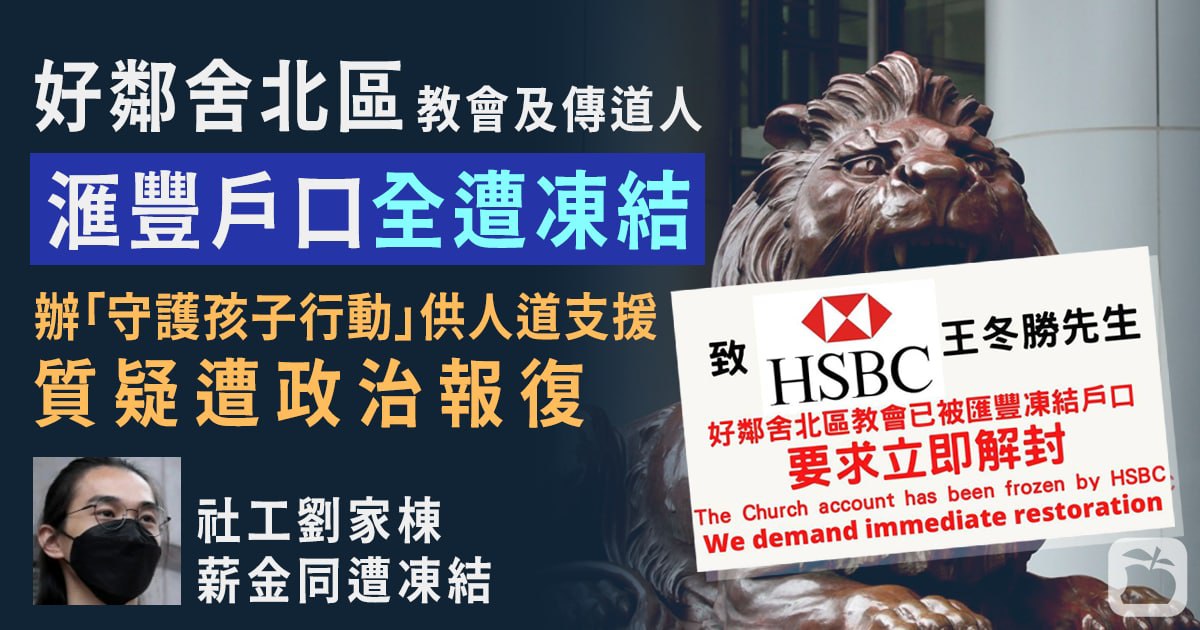 好鄰舍北區教會及傳道人
滙豐戶口全遭凍結
辦「守護孩子行動」供人道支援
質疑遭政治報復
社工劉家棟
薪金同遭凍結
致 HSBC 王冬勝先生
好鄰舍北區教會已被匯豐凍結戶口
要求立即解封
The Church account has been frozen by HSBC
We demand immediate restoration